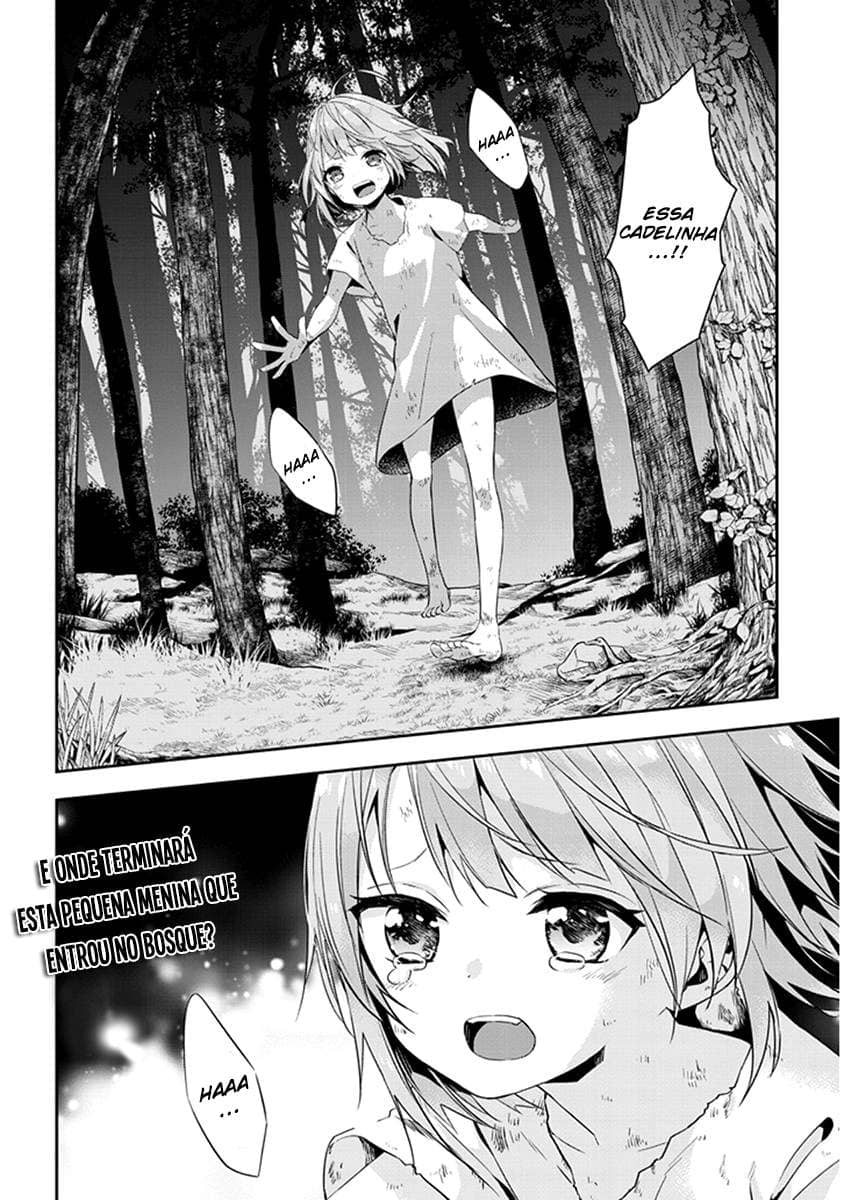 ESSA
CADELINHA
...!!
HAAA
...
HAAA
...
E ONDE TERMINARÁ
ESTA PEQUENA MENINA QUE
ENTROU NO BOSQUE?
HAAA
...